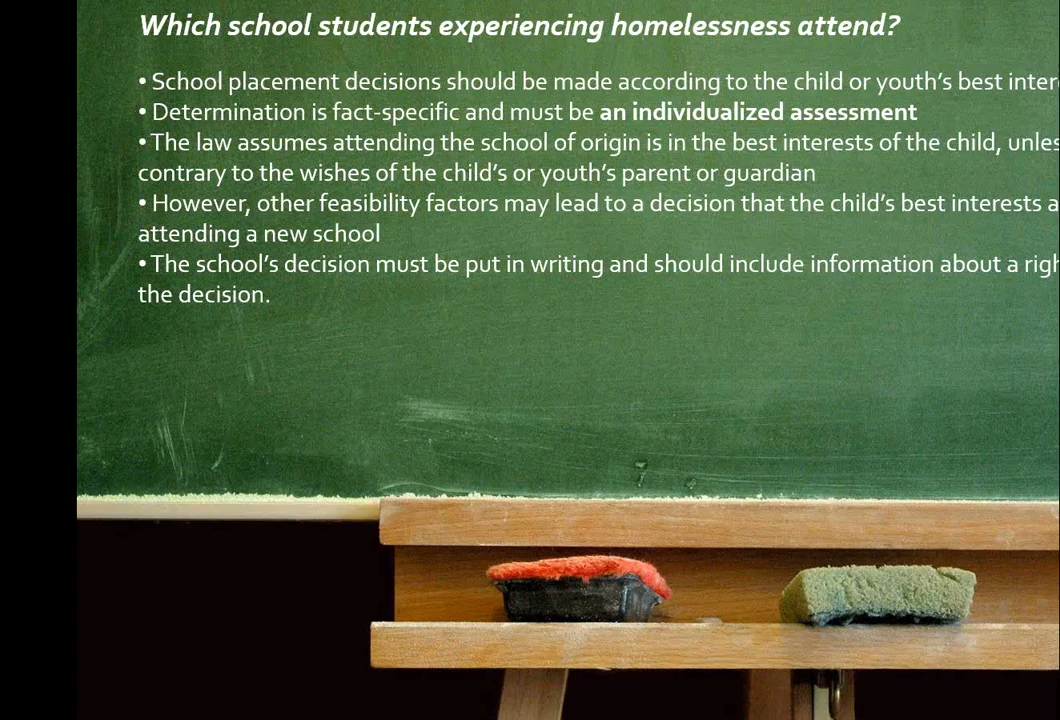 Which school students experiencing homelessness attend?
• School placement decisions should be made according to the child or youth's best
• Determination is fact-specific and must be an individualized assessment
• The law assumes attending the school of origin is in the best interests of the child,
contrary to the wishes of the child's or youth's parent or guardian
• However, other feasibility factors may lead to a decision that the child's best interests
attending a new school
• The school's decision must be put in writing and should include information about a
the decision.